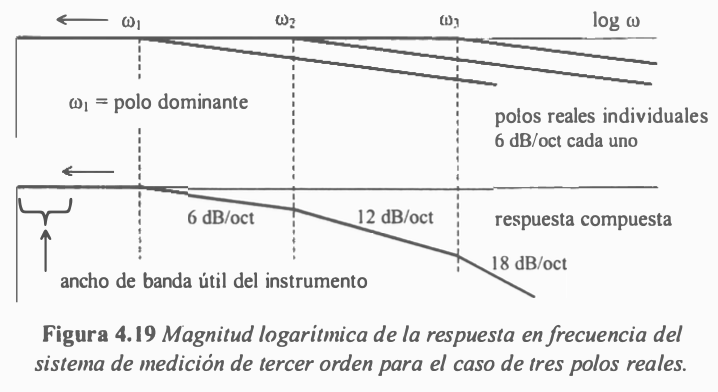 ω₁ ω₂ ω₃ log ω
ω₁ = polo dominante
polos reales individuales
6 dB/oct cada uno
6 dB/oct 12 dB/oct respuesta compuesta
18 dB/oct
ancho de banda útil del instrumento
Figura 4.19 Magnitud logarítmica de la respuesta en frecuencia del
sistema de medición de tercer orden para el caso de tres polos reales.